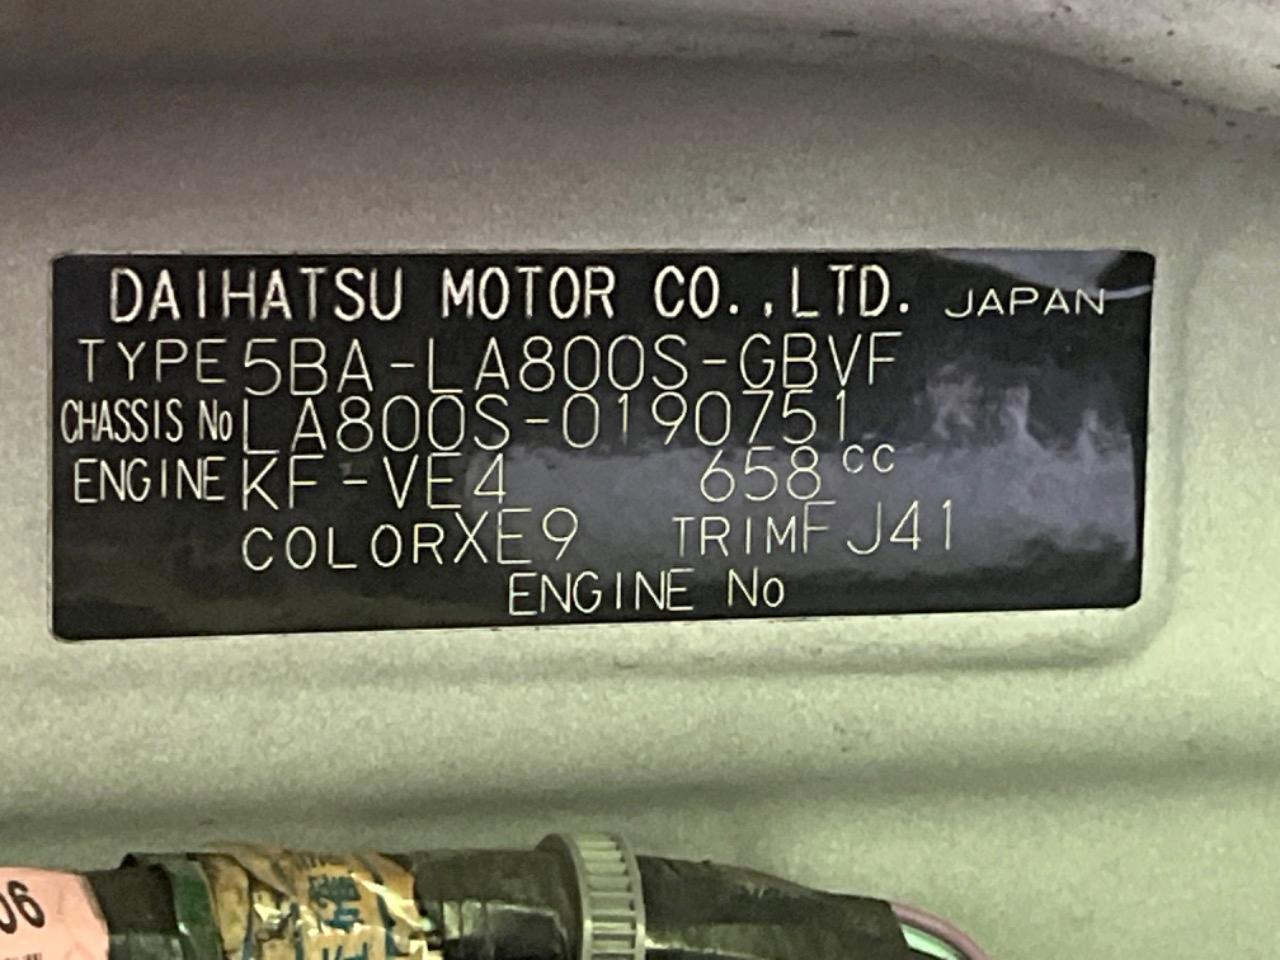 DAIHATSU MOTOR CO.,LTD. JAPAN
TYPE 5BA-LA800S-GBVF
CHASSIS No LA800S-0190751
ENGINE KF-VE4 658cc
COLOR XE9 TRIM FJ41
ENGINE No
06